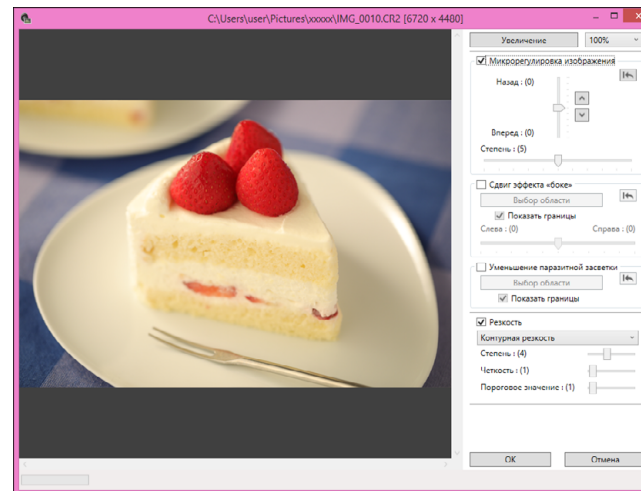 C:\Users\user\Pictures\xxxxx\IMG_0010.CR2 [6720 x 4480]
Увеличение 100%
Микрорегулировка изображения
Назад : (0)
Вперед : (0)
Степень : (5)
Сдвиг эффекта «боке»
Выбор области
Показать границы
Слева : (0) Справа : (0)
Уменьшение паразитной засветки
Выбор области
Показать границы
Резкость
Контурная резкость
Степень : (4)
Четкость : (1)
Пороговое значение : (1)
OK Отмена